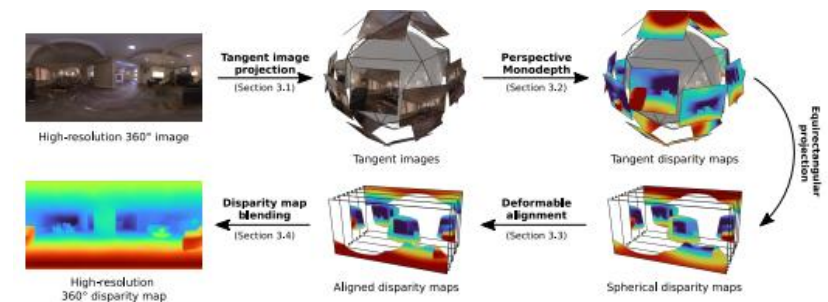 Tangent image
projection
(Section 3.1)
Perspective
Monodepth
(Section 3.2)
High-resolution 360° image
Tangent images
Tangent disparity maps
Equirectangular
projection
Disparity map
blending
(Section 3.4)
Deformable
alignment
(Section 3.3)
High-resolution
360° disparity map
Aligned disparity maps
Spherical disparity maps